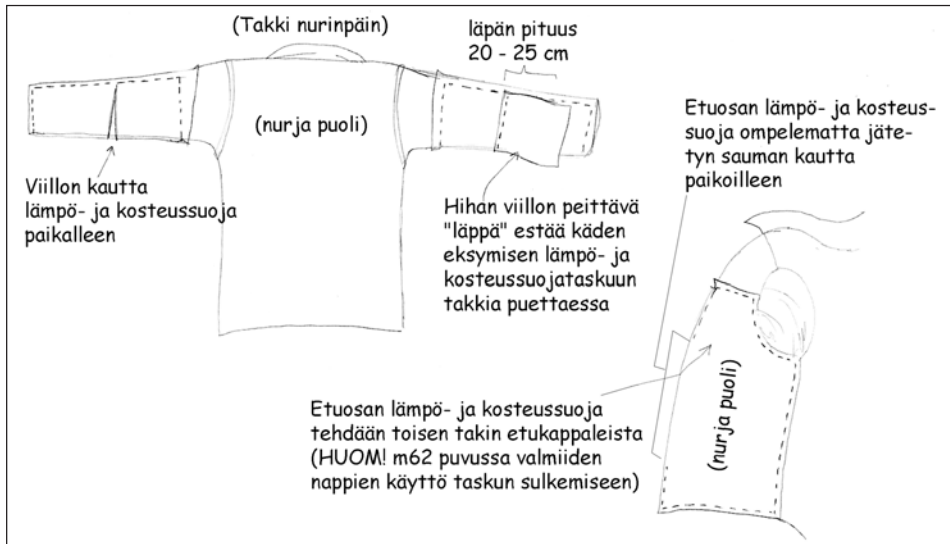 (Takki nurinpäin)
läpän pituus
20 - 25 cm
(nurja puoli)
Viillon kautta
lämpö- ja kosteussuoja
paikalleen
Hihan viillon peittävä
"läppä" estää käden
eksymisen lämpö- ja
kosteussuojataskuun
takkia puettaessa
Etuosan lämpö- ja kosteus-
suoja ompelematta jäte-
tyn sauman kautta
paikoilleen
(nurja puoli)
Etuosan lämpö- ja kosteussuoja
tehdään toisen takin etukappaleista
(HUOM! m62 puvussa valmiiden
nappien käyttö taskun sulkemiseen)